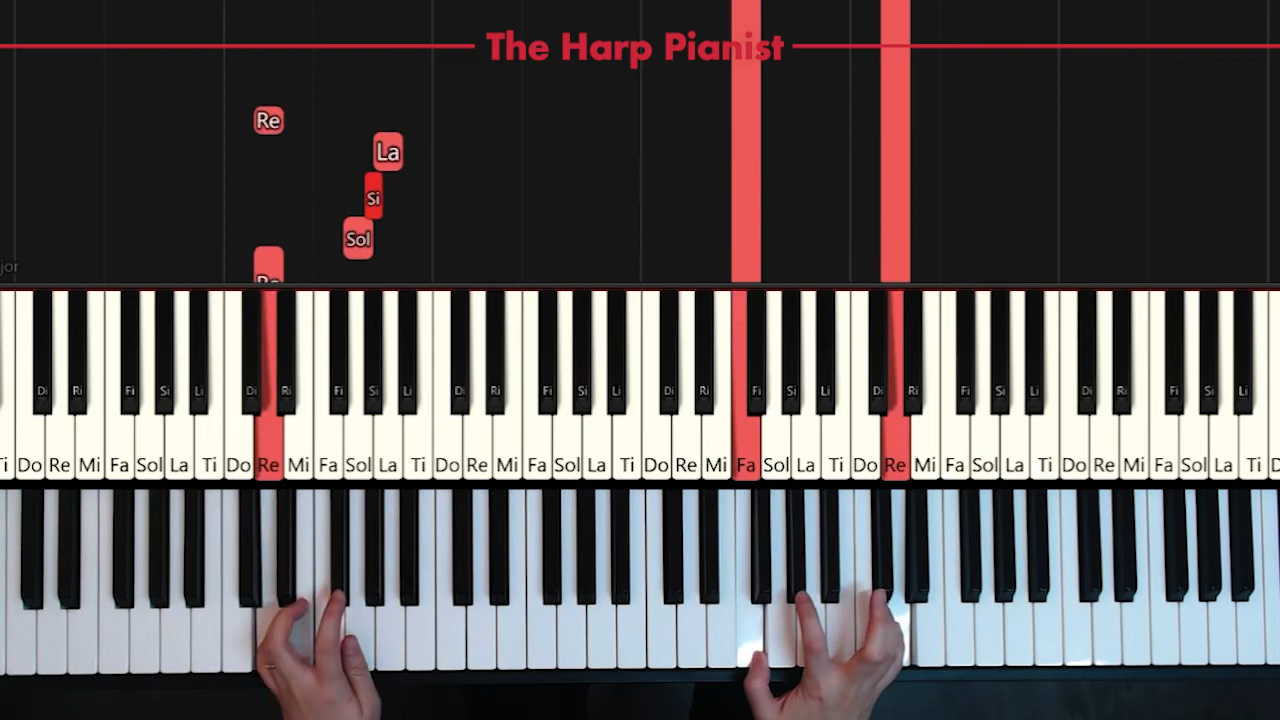 The Harp Pianist
Re
La
Si
Sol
Re
jor
Di Ri Fi Si Li Di Ri Fi Si Li Di Ri Fi Si Li Di Ri Fi Si Li Di Ri Fi Si Li Di Ri Fi Si Li
Ti Do Re Mi Fa Sol La Ti Do Re Mi Fa Sol La Ti Do Re Mi Fa Sol La Ti Do Re Mi Fa Sol La Ti Do Re Mi Fa Sol La Ti Do Re Mi Fa Sol La Ti D